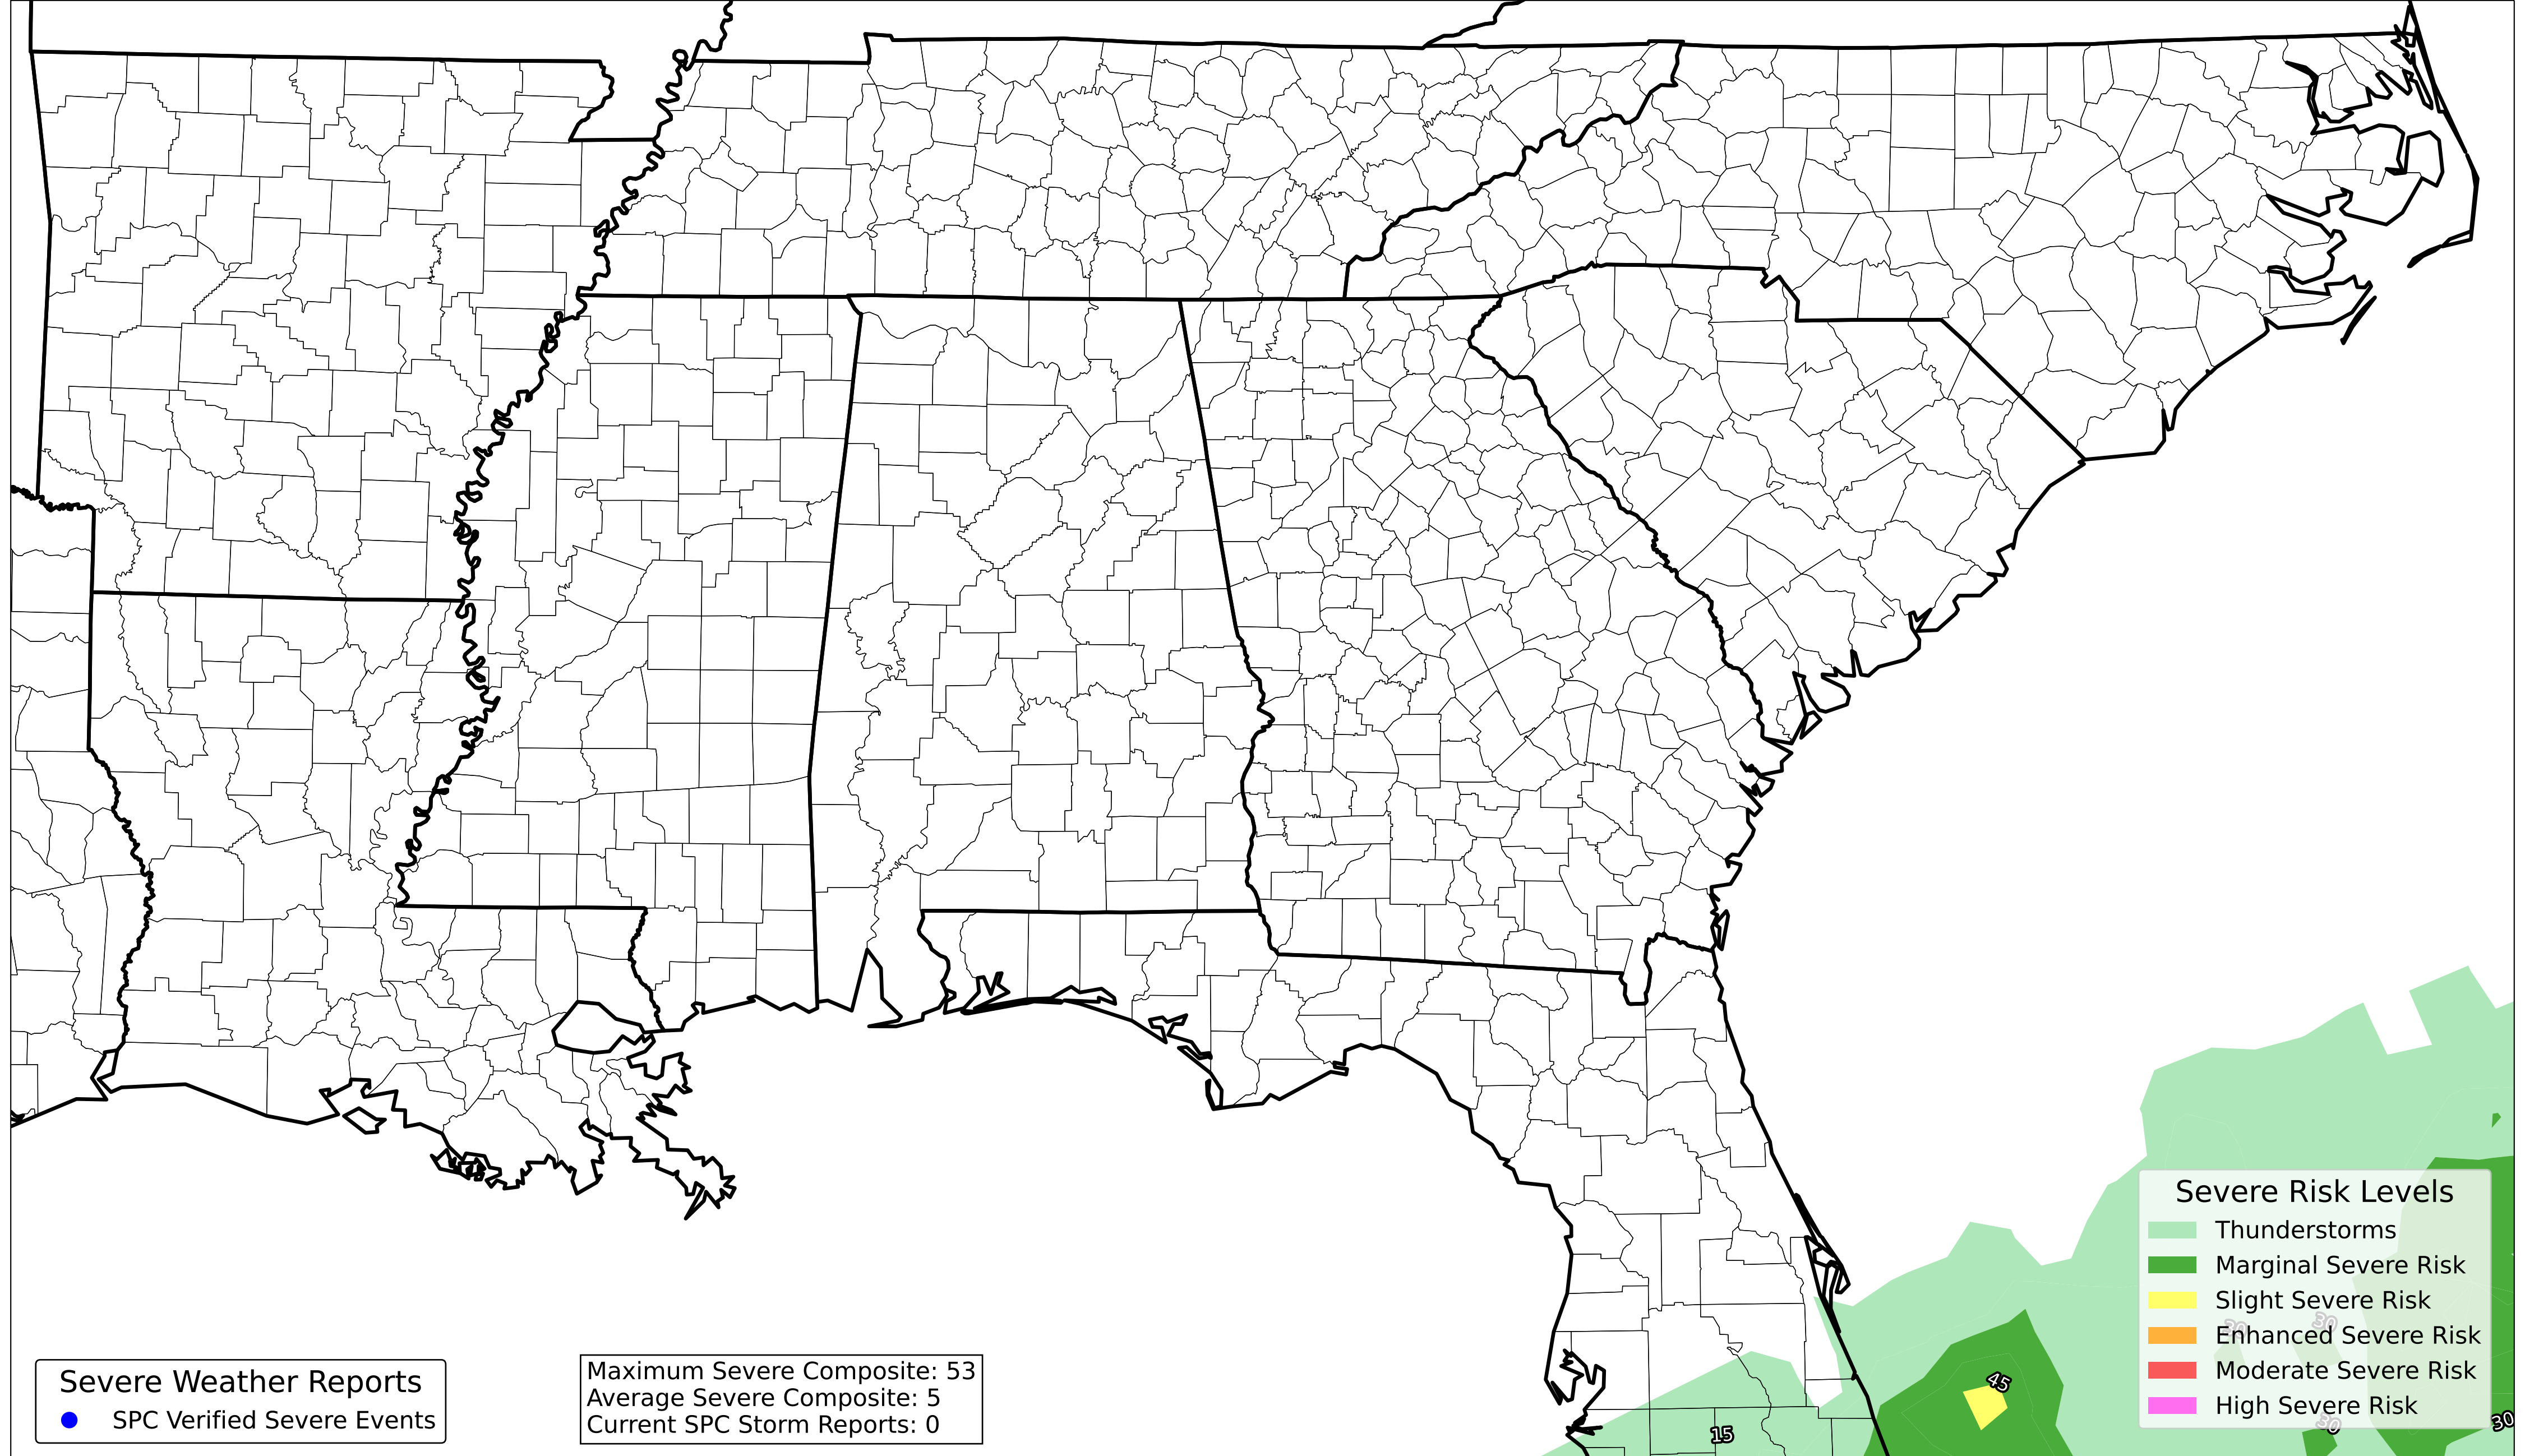 Severe Risk Levels
Thunderstorms
Marginal Severe Risk
Slight Severe Risk
Enhanced Severe Risk
Moderate Severe Risk
High Severe Risk
30
30
30
30
45
15
Severe Weather Reports
SPC Verified Severe Events
Maximum Severe Composite: 53
Average Severe Composite: 5
Current SPC Storm Reports: 0